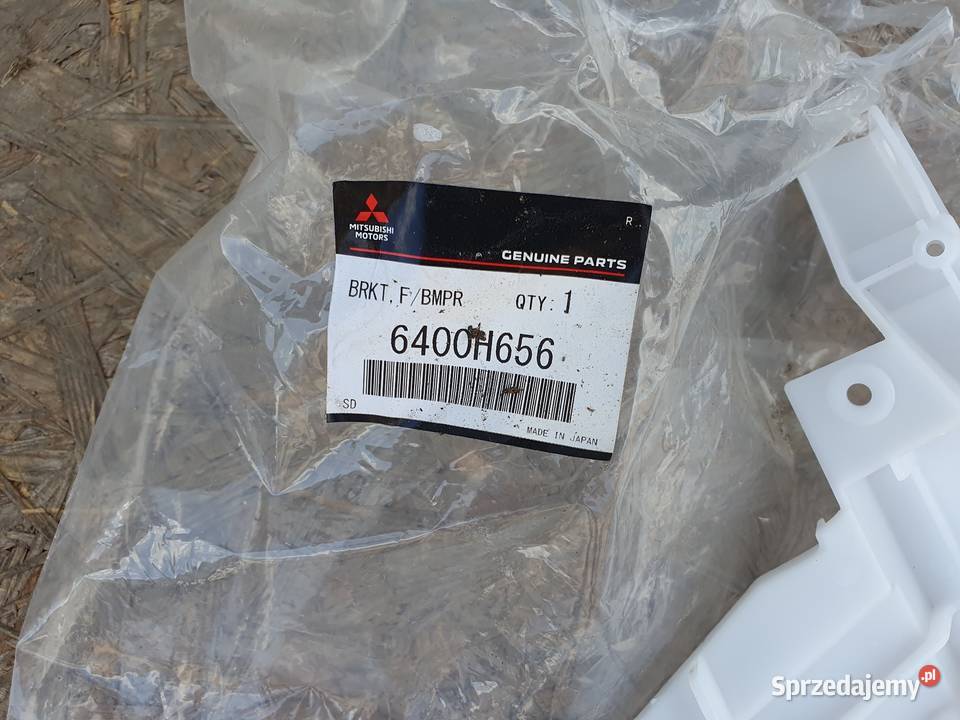 MITSUBISHI
MOTORS
R
GENUINE PARTS
BRKT, F/BMPR QTY: 1
6400H656
SD
MADE IN JAPAN
Sprzedajemy.pl